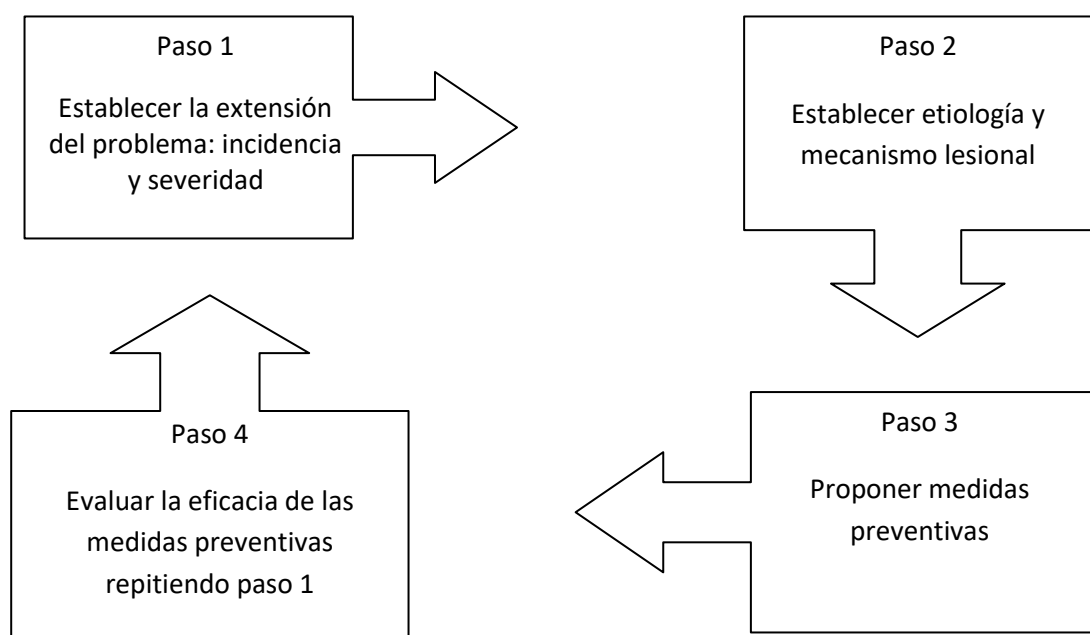 Paso 1
Establecer la extensión
del problema: incidencia
y severidad
Paso 2
Establecer etiología y
mecanismo lesional
Paso 3
Proponer medidas
preventivas
Paso 4
Evaluar la eficacia de las
medidas preventivas
repitiendo paso 1